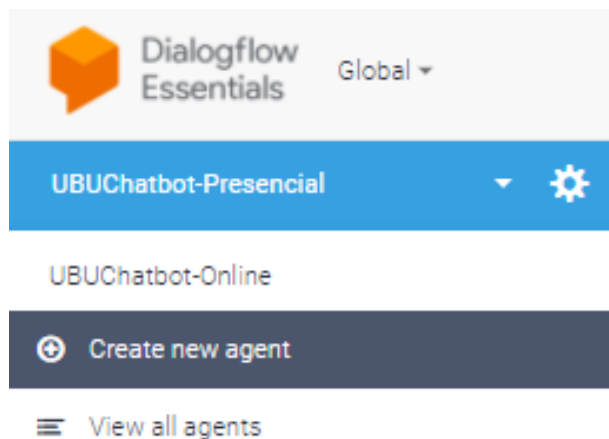 Dialogflow
Essentials
Global
UBUChatbot-Presencial
UBUChatbot-Online
Create new agent
View all agents